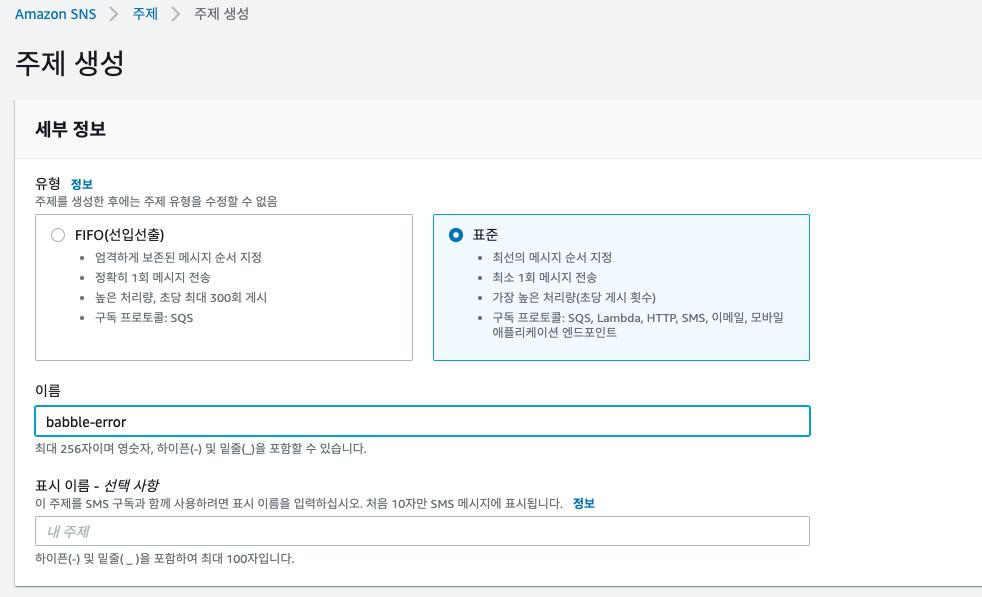 Amazon SNS > 주제 > 주제 생성
주제 생성
세부 정보
유형 정보
주제를 생성한 후에는 주제 유형을 수정할 수 없음
FIFO(선입선출)
• 엄격하게 보존된 메시지 순서 지정
• 정확히 1회 메시지 전송
• 높은 처리량, 초당 최대 300회 게시
• 구독 프로토콜: SQS
표준
• 최선의 메시지 순서 지정
• 최소 1회 메시지 전송
• 가장 높은 처리량(초당 게시 횟수)
• 구독 프로토콜: SQS, Lambda, HTTP, SMS, 이메일, 모바일
애플리케이션 엔드포인트
이름
babble-error
최대 256자이며 영숫자, 하이픈(-) 및 밑줄(_)을 포함할 수 있습니다.
표시 이름 - 선택 사항
이 주제를 SMS 구독과 함께 사용하려면 표시 이름을 입력하십시오. 처음 10자만 SMS 메시지에 표시됩니다. 정보
내 주제
하이픈(-) 및 밑줄( _ )을 포함하여 최대 100자입니다.